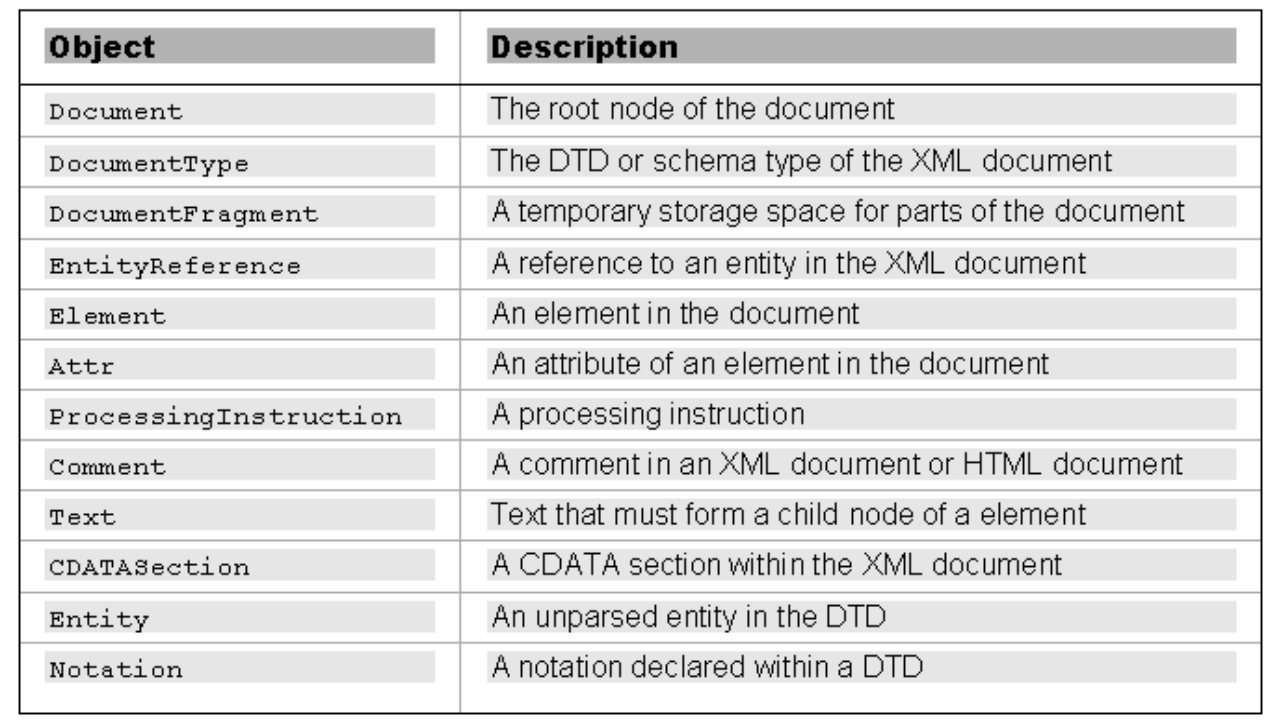 Object Description
Document The root node of the document
DocumentType The DTD or schema type of the XML document
DocumentFragment A temporary storage space for parts of the document
EntityReference A reference to an entity in the XML document
Element An element in the document
Attr An attribute of an element in the document
ProcessingInstruction A processing instruction
Comment A comment in an XML document or HTML document
Text Text that must form a child node of a element
CDATASection A CDATA section within the XML document
Entity An unparsed entity in the DTD
Notation A notation declared within a DTD